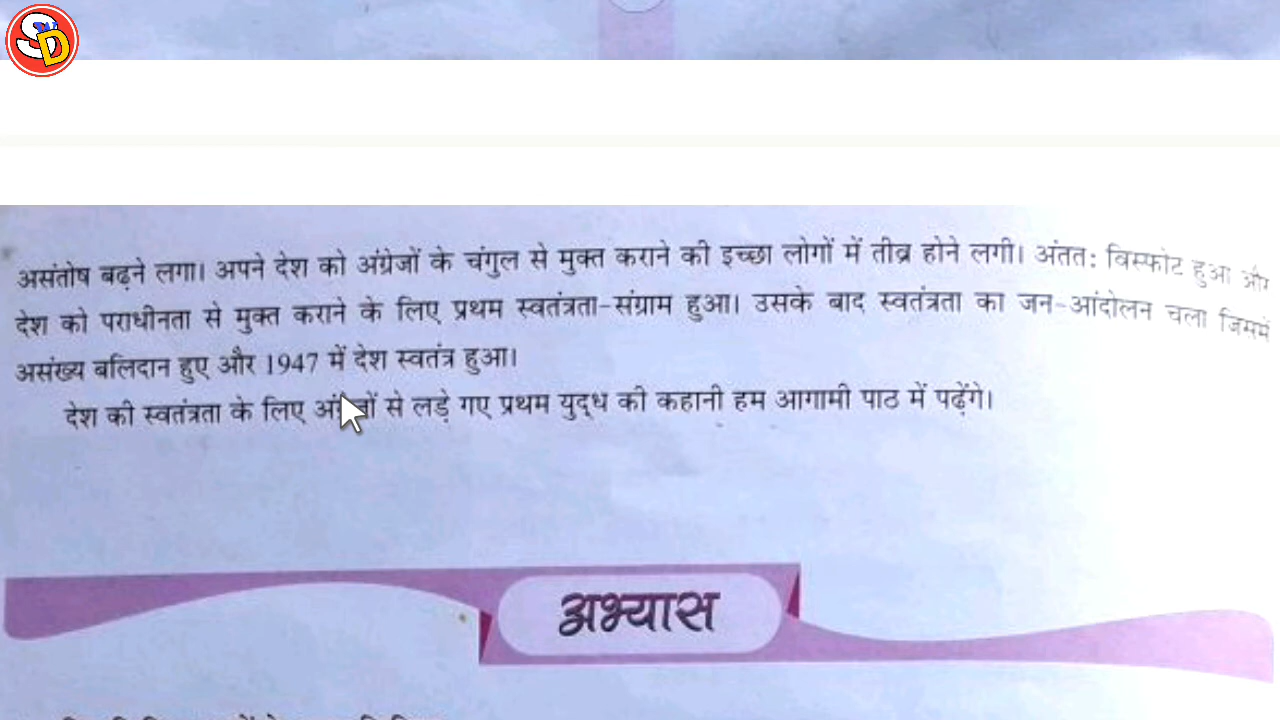 SD
असंतोष बढ़ने लगा। अपने देश को अंग्रेजों के चंगुल से मुक्त कराने की इच्छा लोगों में तीव्र होने लगी। अंतत: विस्फोट हुआ और
देश को पराधीनता से मुक्त कराने के लिए प्रथम स्वतंत्रता-संग्राम हुआ। उसके बाद स्वतंत्रता का जन-आंदोलन चला जिसमें
असंख्य बलिदान हुए और 1947 में देश स्वतंत्र हुआ।
देश की स्वतंत्रता के लिए से लड़े गए प्रथम युद्ध की कहानी हम आगामी पाठ में पढ़ेंगे।
अभ्यास